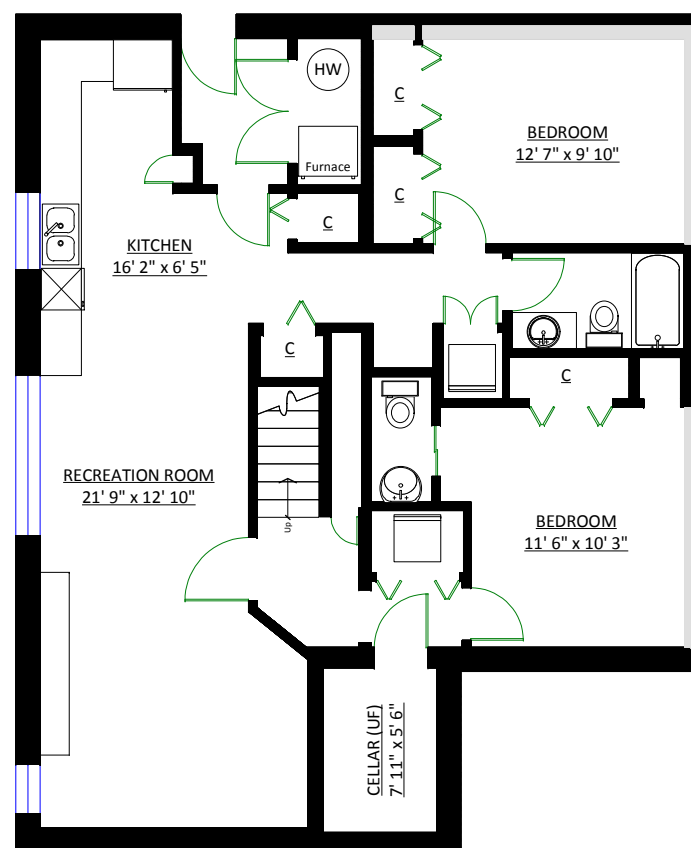 HW
C
BEDROOM
12' 7" x 9' 10"
Furnace
C
C
KITCHEN
16' 2" x 6' 5"
C
C
RECREATION ROOM
21' 9" x 12' 10"
Up
BEDROOM
11' 6" x 10' 3"
CELLAR (UF)
7' 11" x 5' 6"